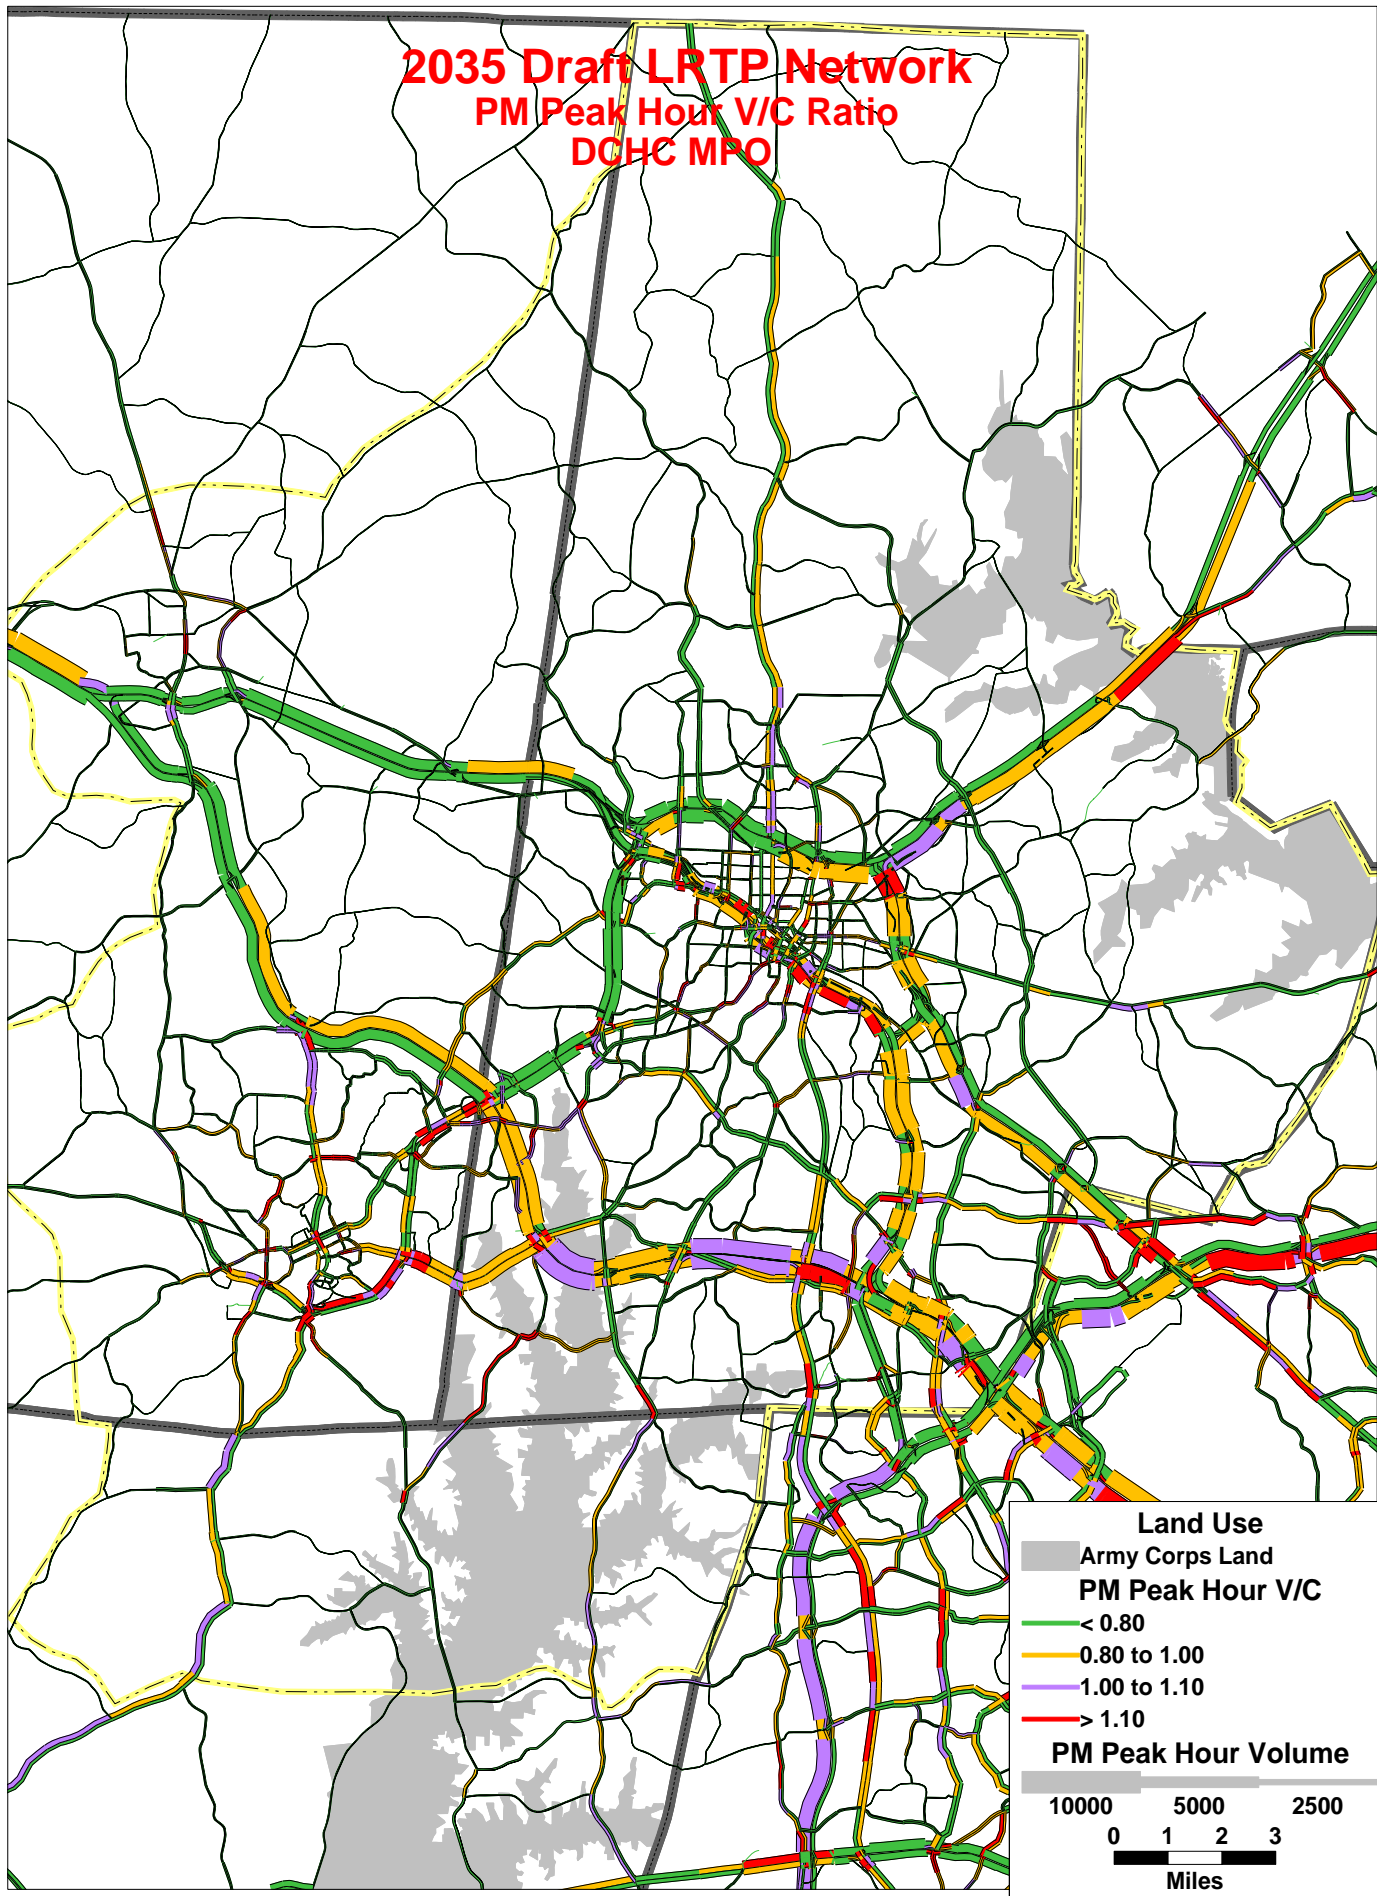 2035 Draft LRTP Network
PM Peak Hour V/C Ratio
DCHC MPO
Land Use
Army Corps Land
PM Peak Hour V/C
< 0.80
0.80 to 1.00
1.00 to 1.10
> 1.10
PM Peak Hour Volume
10000 5000 2500
0 1 2 3
Miles